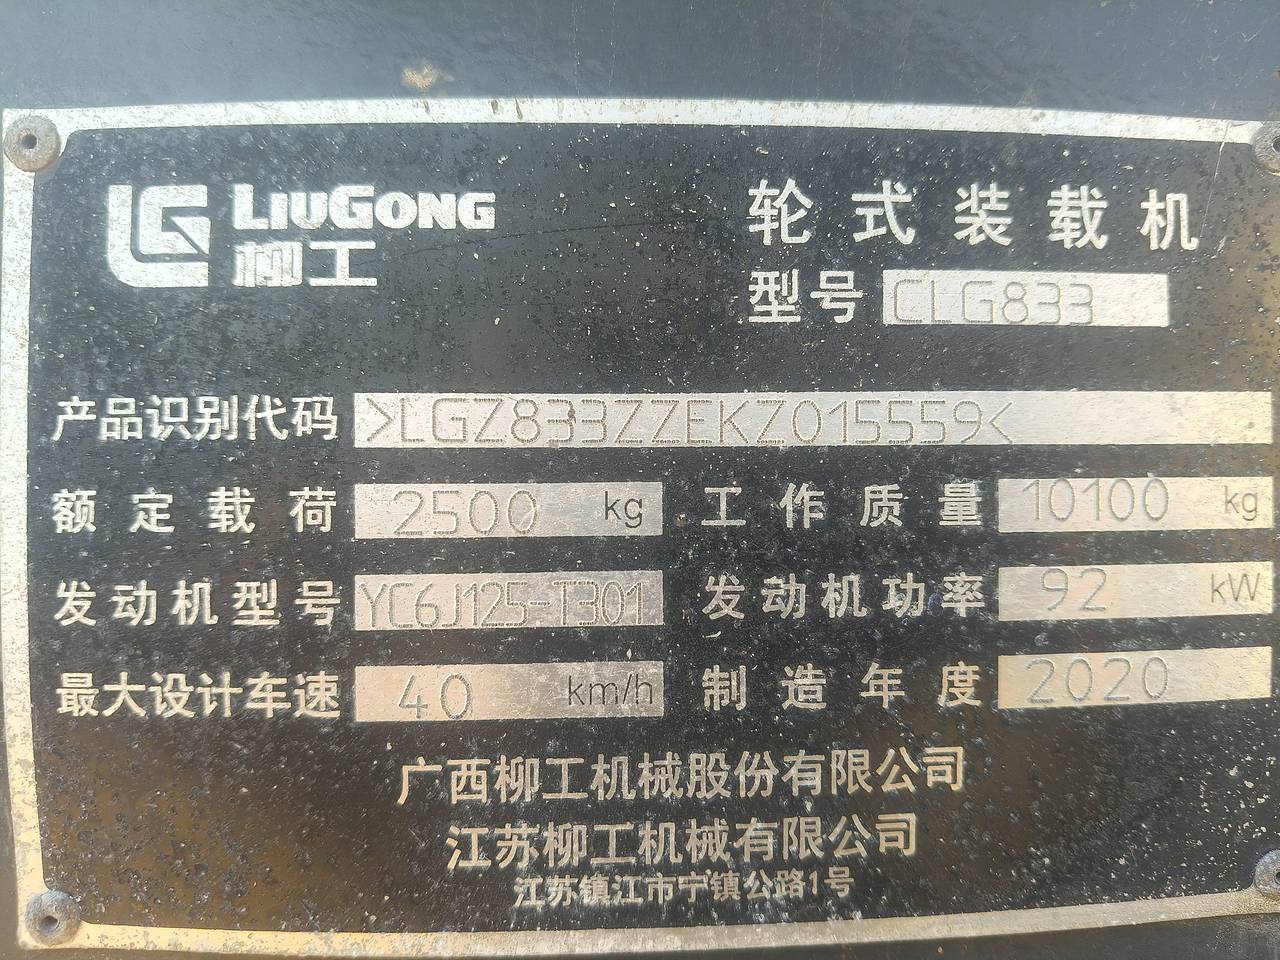 LIUGONG
柳工
轮式装载机
型号 CLG833
产品识别代码 >LGZ833ZZEKZ015559<
额定载荷 2500 kg 工作质量 10100 kg
发动机型号 YC6J125-T301 发动机功率 92 kW
最大设计车速 40 km/h 制造年度 2020
广西柳工机械股份有限公司
江苏柳工机械有限公司
江苏镇江市宁镇公路1号